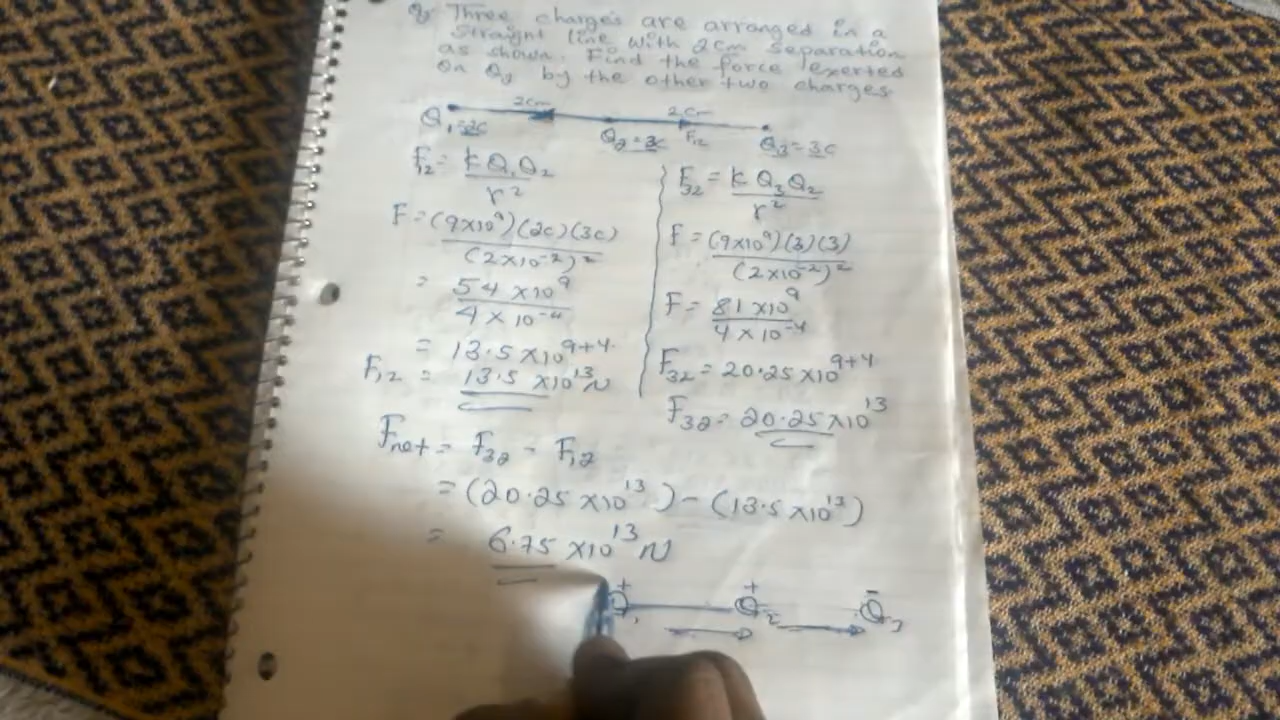 Q: Three charges are arranged in a
straight line with 2cm separation
as shown. Find the force exerted
on Q2 by the other two charges
2cm 2cm
Q1=2c Q2=3c F12 Q3=3c
F12 = kQ1Q2/r² F32 = kQ3Q2/r²
F = (9×10⁹)(2c)(3c)/(2×10⁻²)² F = (9×10⁹)(3)(3)/(2×10⁻²)²
= 54×10⁹/4×10⁻⁴ F = 81×10⁹/4×10⁻⁴
= 13.5×10⁹⁺⁴ F32 = 20.25×10⁹⁺⁴
F12 = 13.5×10¹³N F32 = 20.25×10¹³
Fnet = F32 - F12
= (20.25×10¹³) - (13.5×10¹³)
= 6.75×10¹³N
+ + -
Q1 Q2 Q3